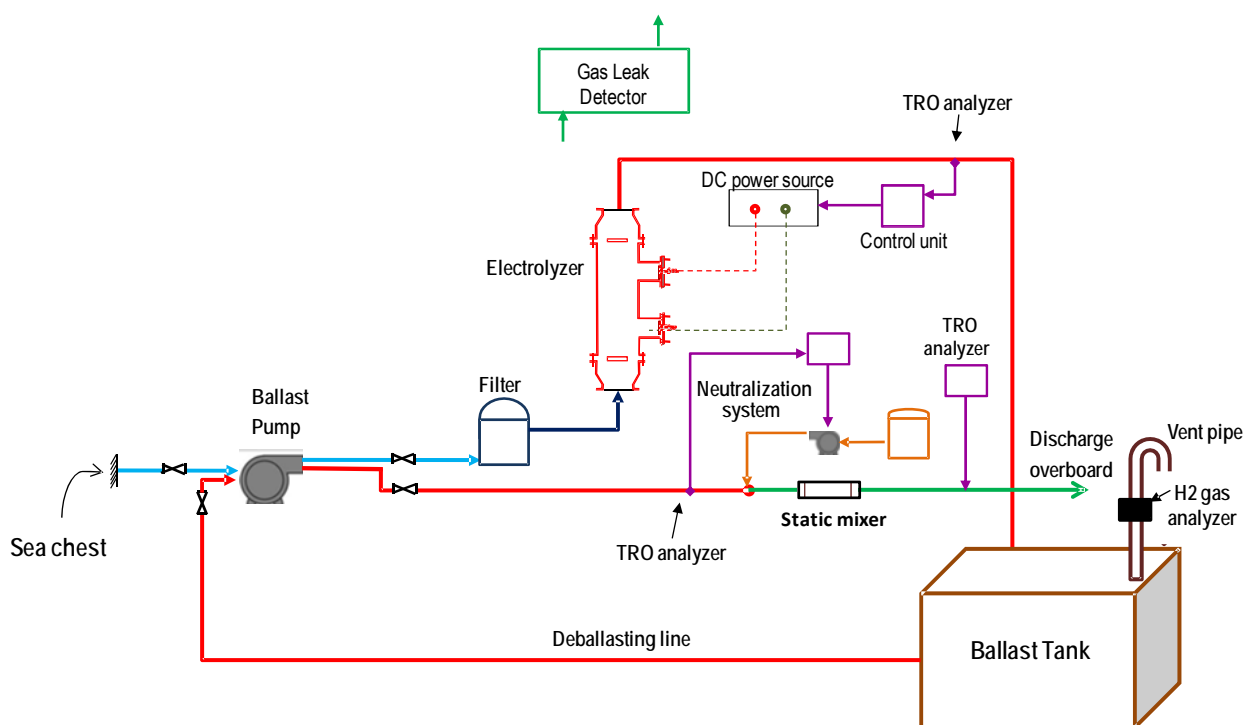 Gas Leak
Detector
TRO analyzer
DC power source
Control unit
Electrolyzer
TRO
analyzer
Filter
Neutralization
system
Ballast
Pump
Discharge
overboard
Vent pipe
H2 gas
analyzer
Static mixer
Sea chest
TRO analyzer
Deballasting line
Ballast Tank